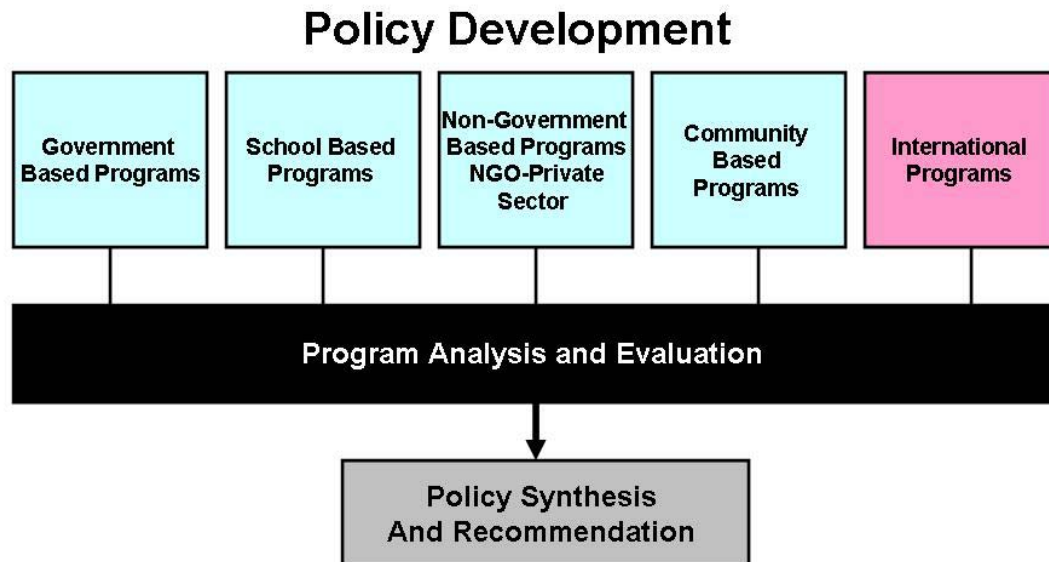 Policy Development
Government
Based Programs
School Based
Programs
Non-Government
Based Programs
NGO-Private
Sector
Community
Based
Programs
International
Programs
Program Analysis and Evaluation
Policy Synthesis
And Recommendation